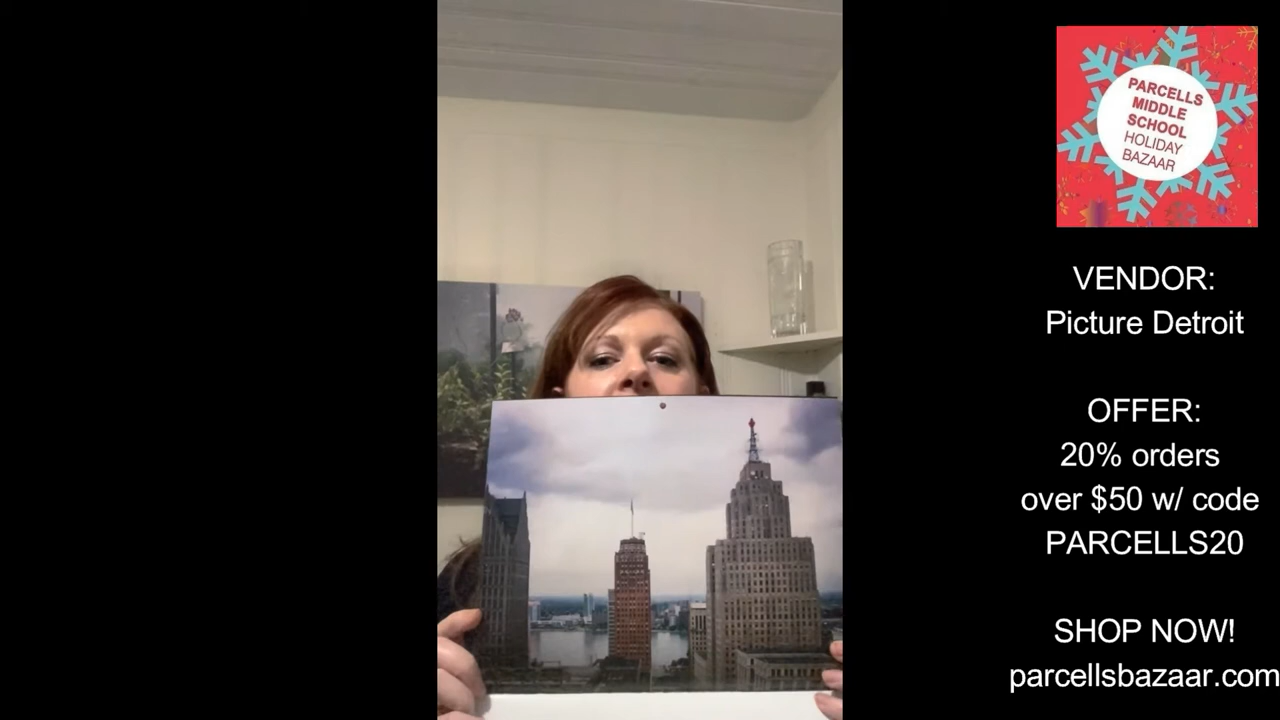 PARCELLS
MIDDLE
SCHOOL
HOLIDAY
BAZAAR
VENDOR:
Picture Detroit
OFFER:
20% orders
over $50 w/ code
PARCELLS20
SHOP NOW!
parcellsbazaar.com